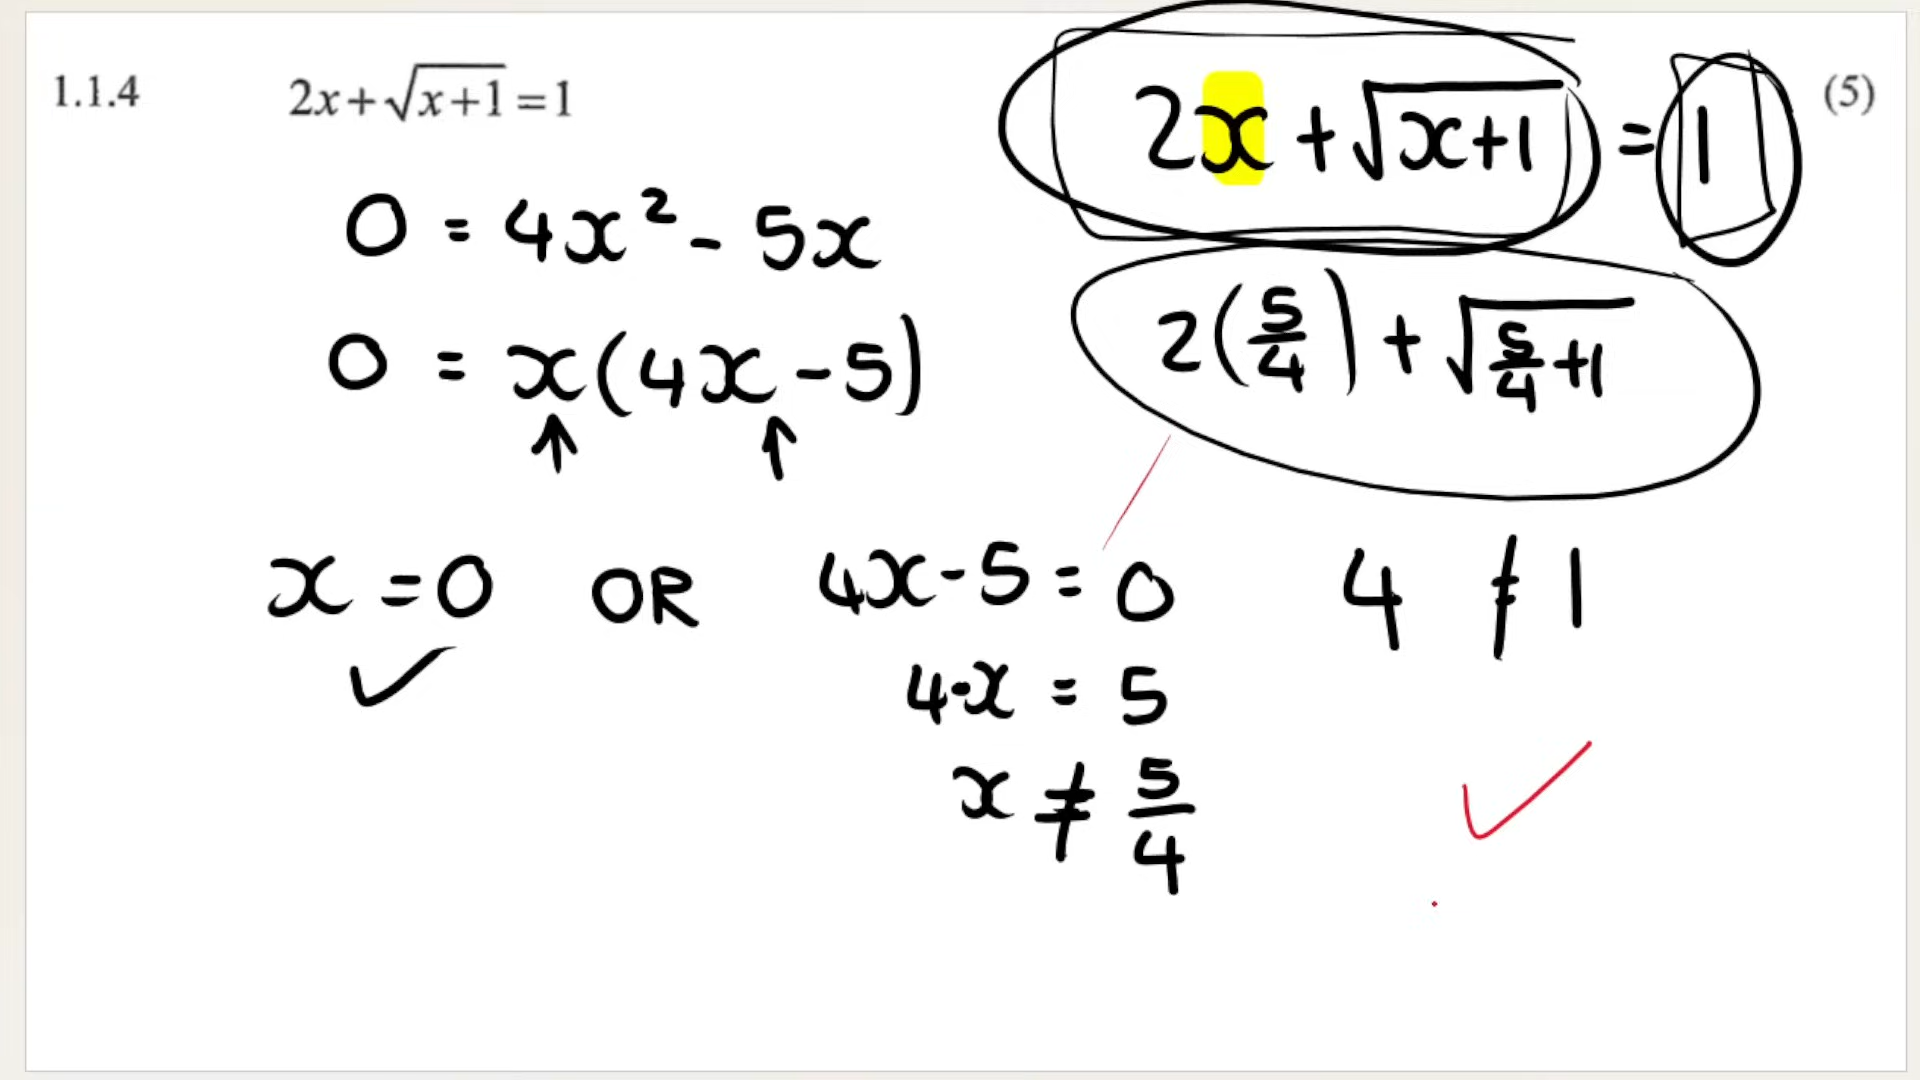 1.1.4 2x + √(x+1) = 1 (5)
2x + √(x+1) = 1
0 = 4x² - 5x
0 = x(4x - 5)
2(5/4) + √(5/4 + 1)
x = 0 OR 4x - 5 = 0
4 ≠ 1
4·x = 5
x ≠ 5/4